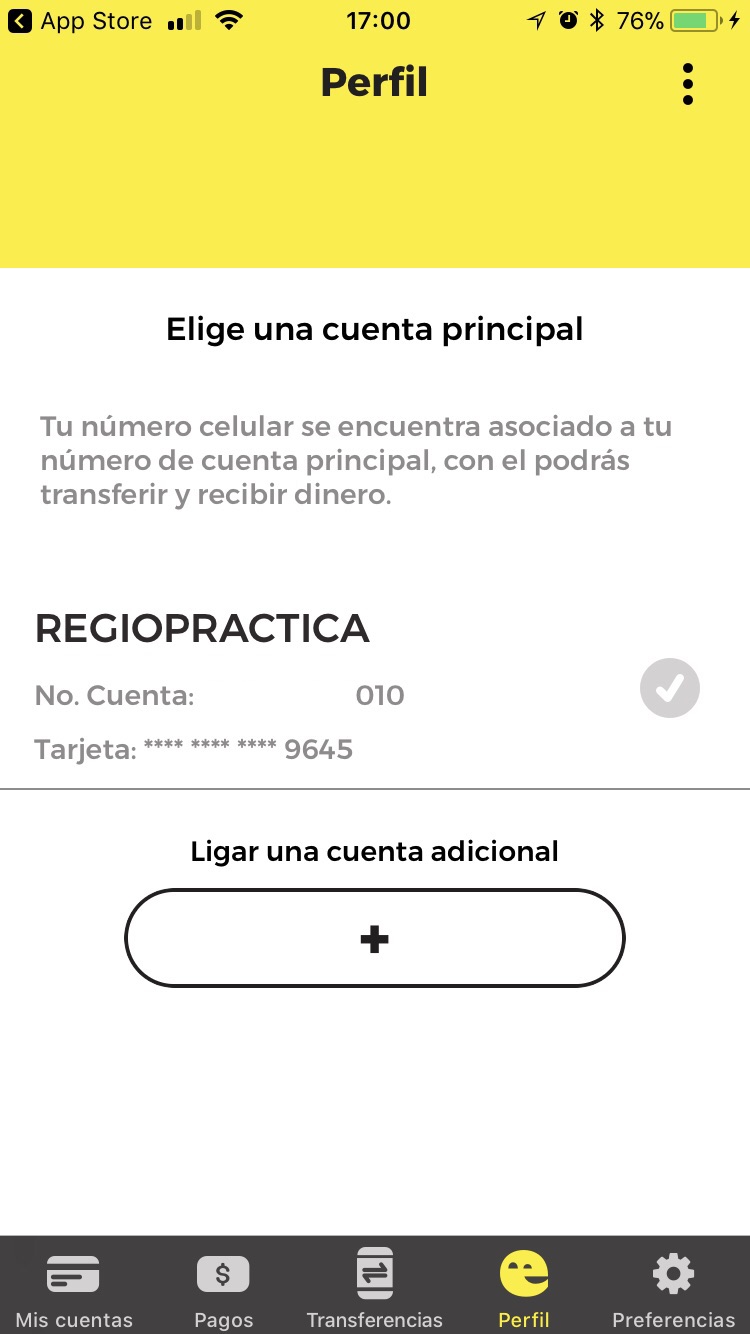 App Store 17:00 76%
Perfil
Elige una cuenta principal
Tu número celular se encuentra asociado a tu
número de cuenta principal, con el podrás
transferir y recibir dinero.
REGIOPRACTICA
No. Cuenta: 010
Tarjeta: **** **** **** 9645
Ligar una cuenta adicional
+
$
Mis cuentas Pagos Transferencias Perfil Preferencias